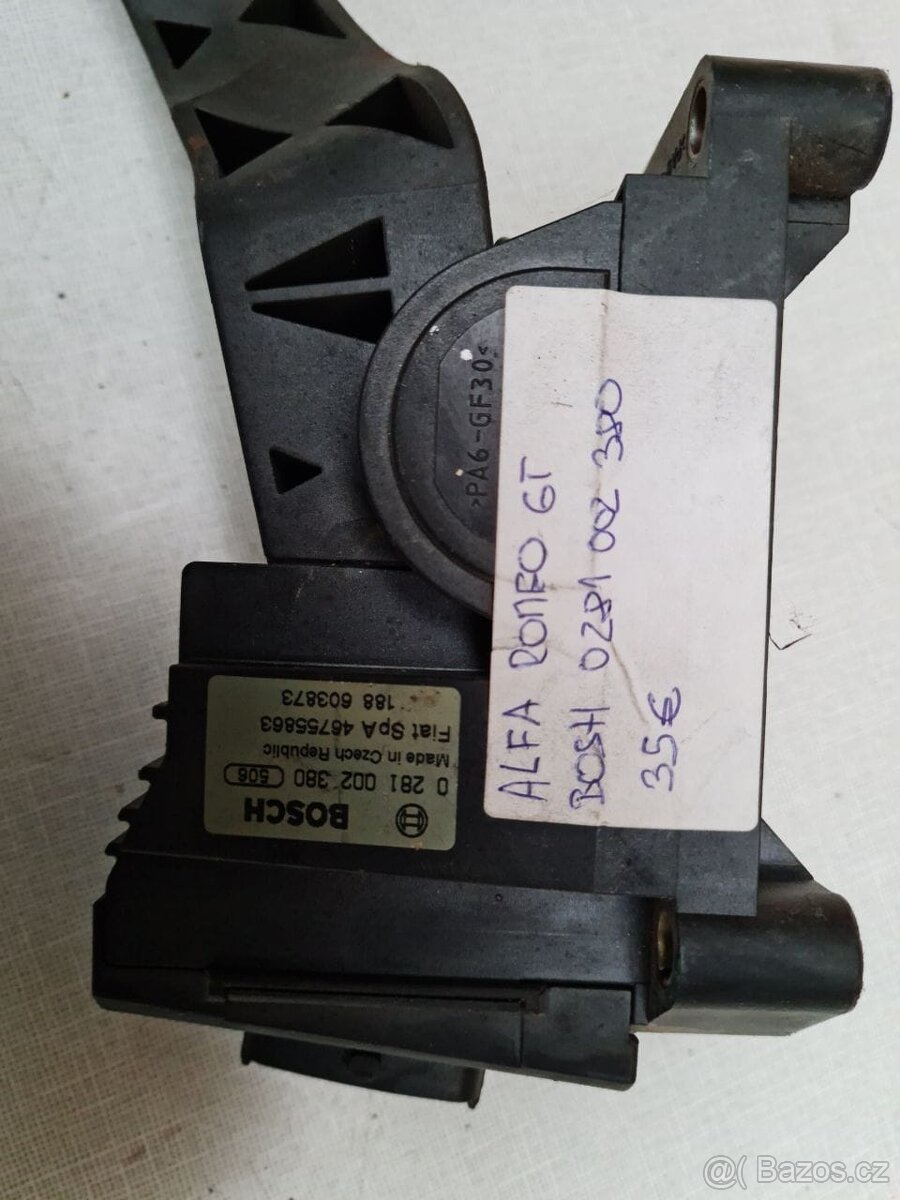 >PA6-GF30<
ALFA ROMEO GT
BOSH 0281 002 380
35€
BOSCH
0 281 002 380 506
Made in Czech Republic
Fiat SpA 46755863
188 603873
@( Bazos.cz